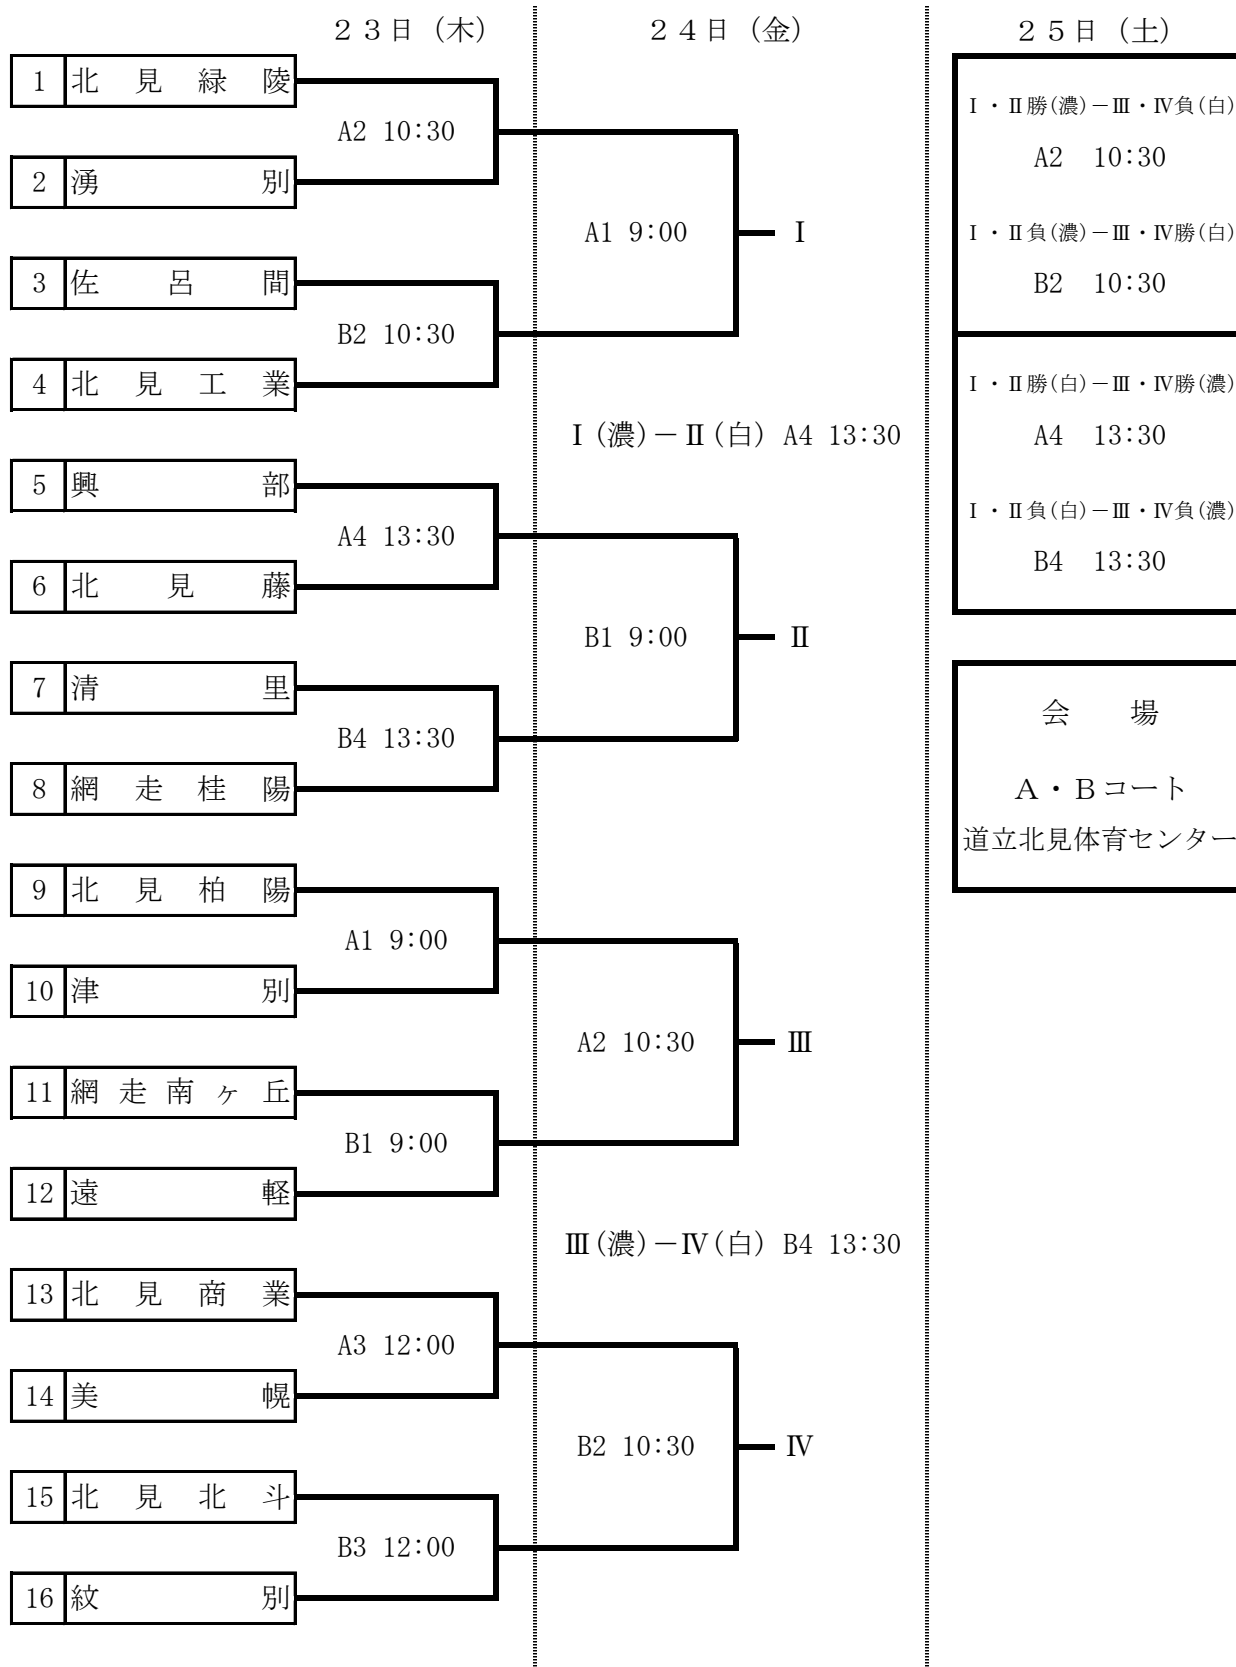 ２３日（木）　２４日（金）　２５日（土）
1 北見緑陵
A2 10:30
2 湧別
A1 9:00 Ⅰ
3 佐呂間
B2 10:30
4 北見工業
Ⅰ(濃)－Ⅱ(白) A4 13:30
5 興部
A4 13:30
6 北見藤
B1 9:00 Ⅱ
7 清里
B4 13:30
8 網走桂陽
9 北見柏陽
A1 9:00
10 津別
A2 10:30 Ⅲ
11 網走南ヶ丘
B1 9:00
12 遠軽
Ⅲ(濃)－Ⅳ(白) B4 13:30
13 北見商業
A3 12:00
14 美幌
B2 10:30 Ⅳ
15 北見北斗
B3 12:00
16 紋別
Ⅰ・Ⅱ勝(濃)－Ⅲ・Ⅳ負(白)
A2 10:30
Ⅰ・Ⅱ負(濃)－Ⅲ・Ⅳ勝(白)
B2 10:30
Ⅰ・Ⅱ勝(白)－Ⅲ・Ⅳ勝(濃)
A4 13:30
Ⅰ・Ⅱ負(白)－Ⅲ・Ⅳ負(濃)
B4 13:30
会場
Ａ・Ｂコート
道立北見体育センター